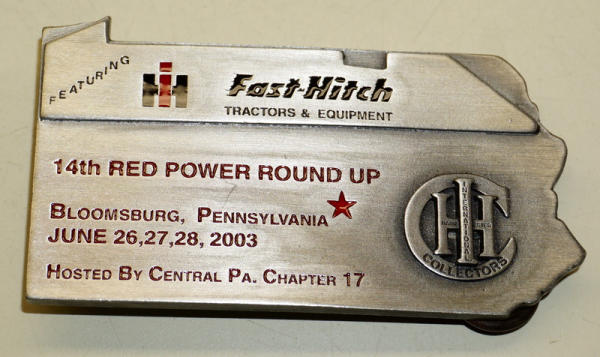 FEATURING
IH
Fast-Hitch
TRACTORS & EQUIPMENT
14th RED POWER ROUND UP
BLOOMSBURG, PENNSYLVANIA
JUNE 26,27,28, 2003
HOSTED BY CENTRAL PA. CHAPTER 17
INTERNATIONAL
COLLECTORS